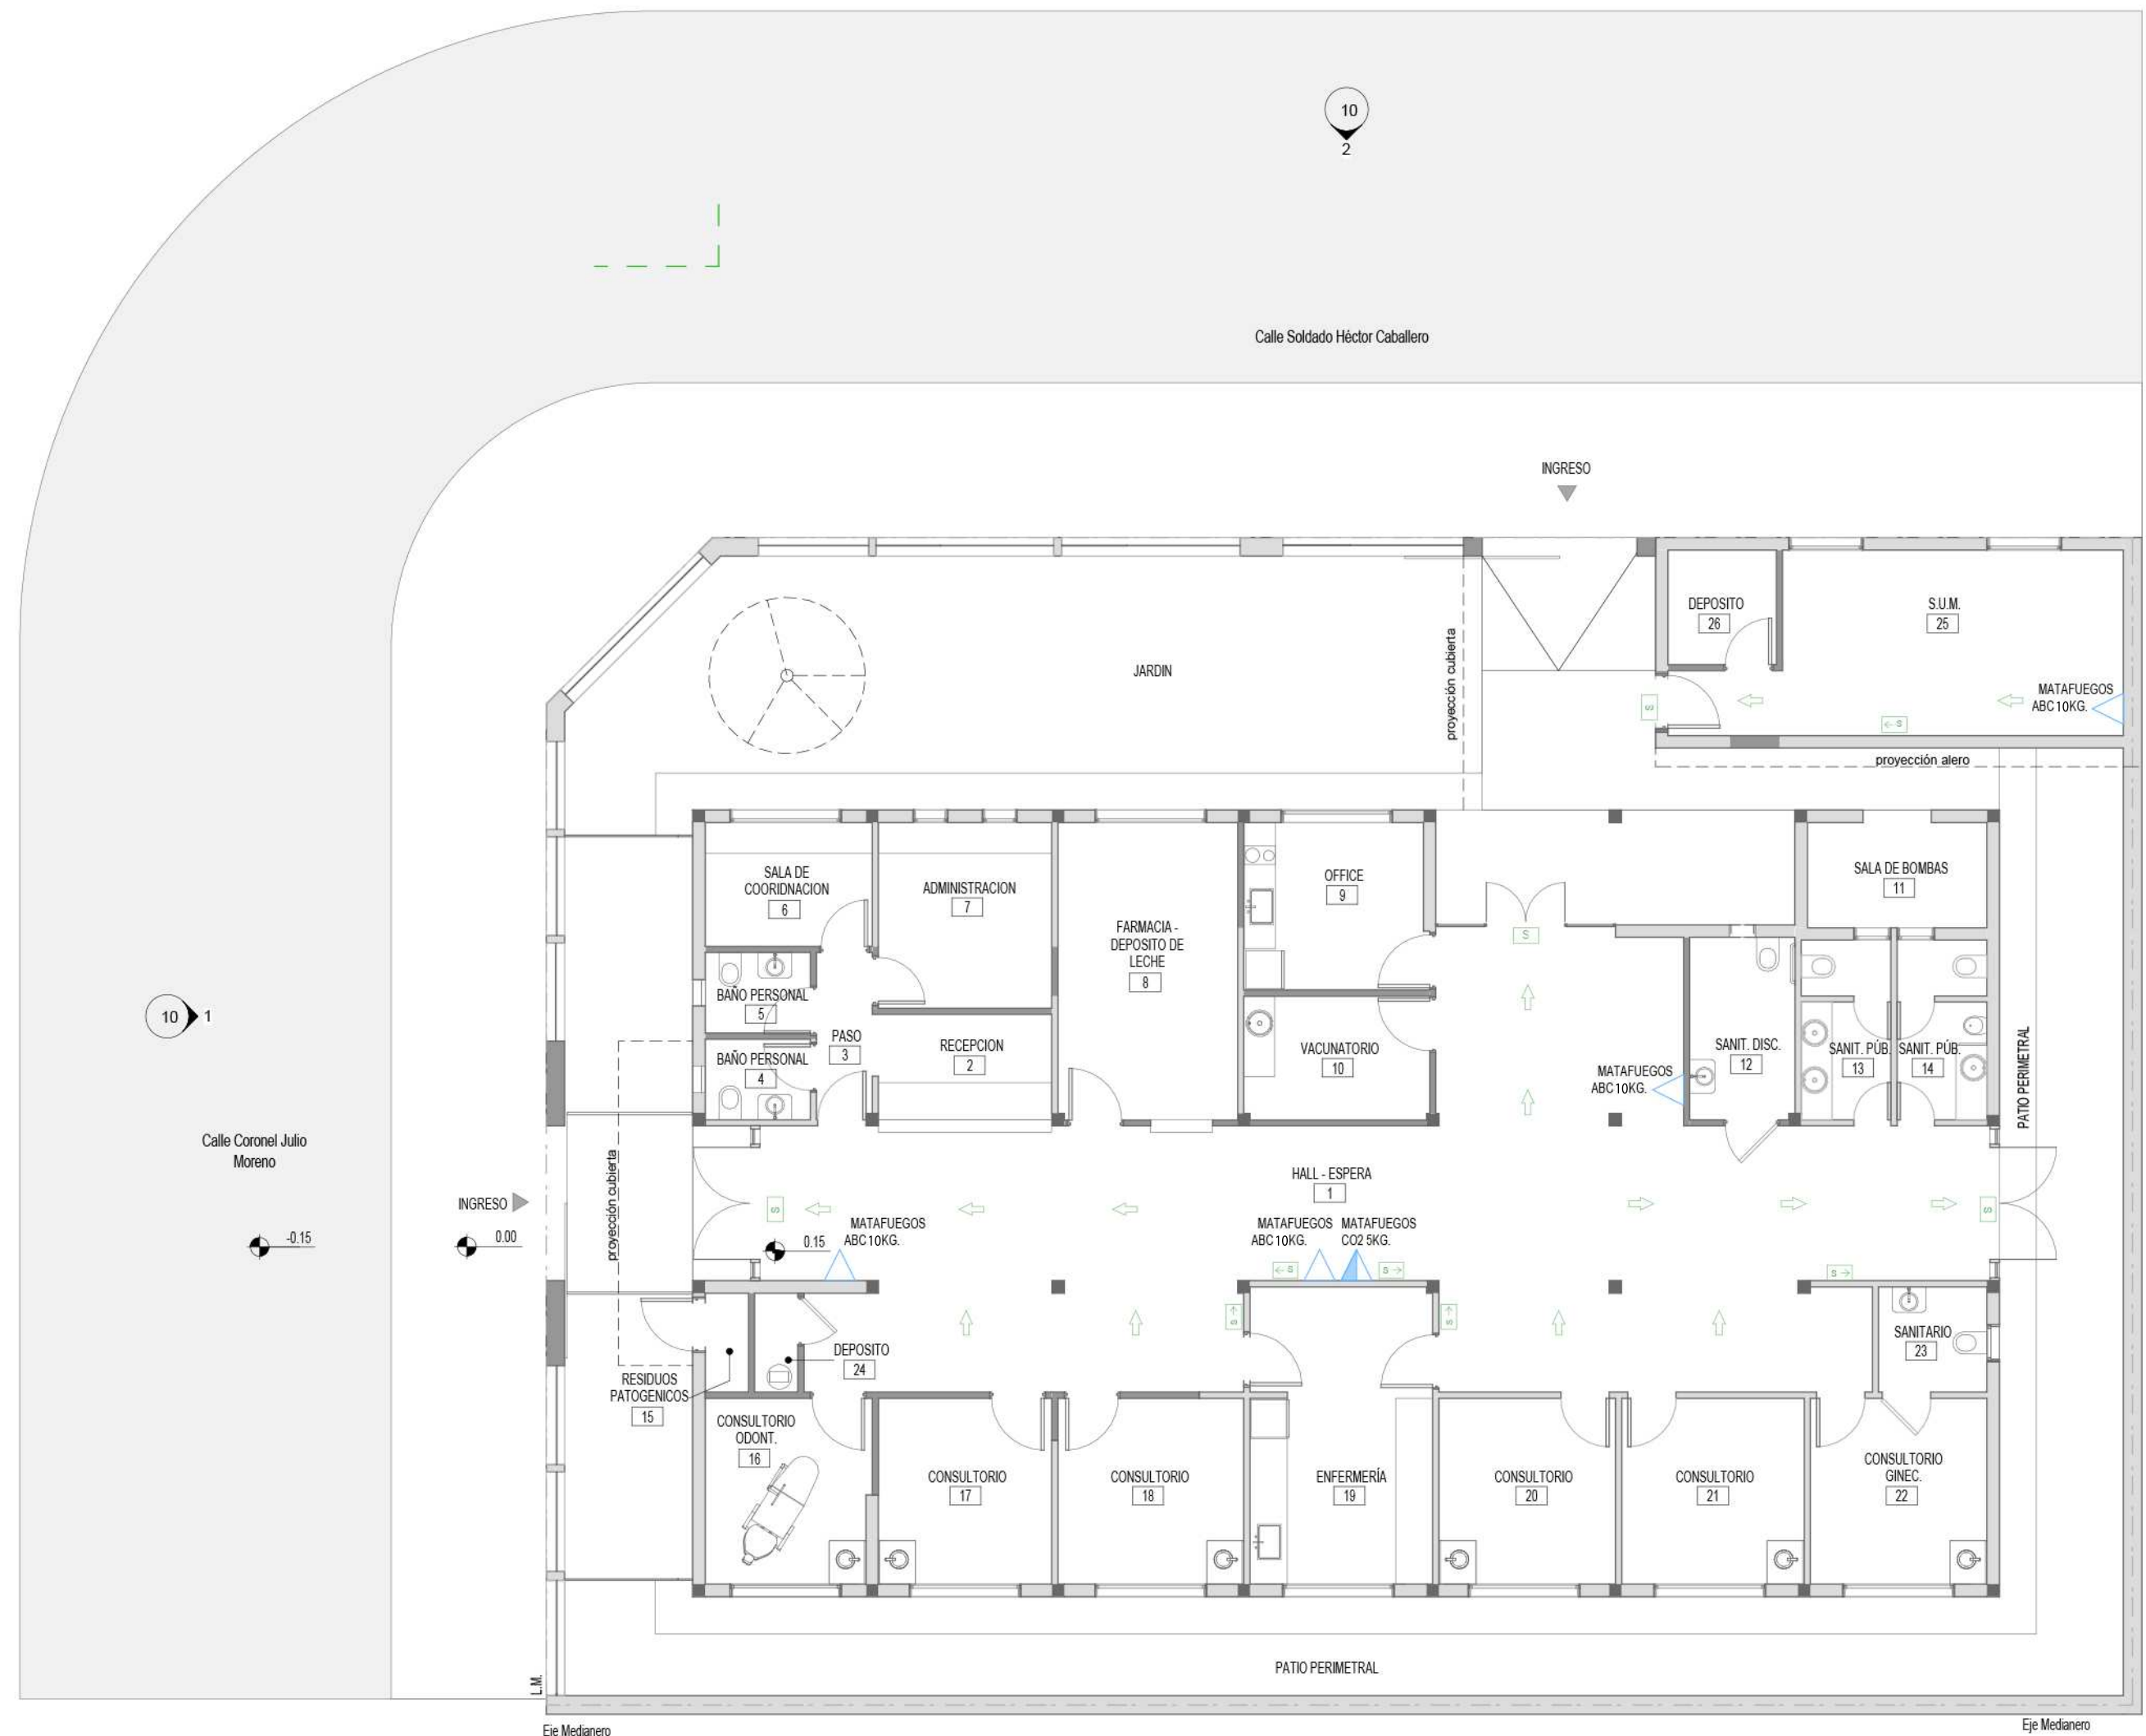 10
2
Calle Soldado Héctor Caballero
INGRESO
DEPOSITO
26
S.U.M.
25
proyección cubierta
JARDIN
MATAFUEGOS
ABC 10KG.
S
← S
proyección alero
SALA DE
COORIDNACION
6
ADMINISTRACION
7
FARMACIA -
DEPOSITO DE
LECHE
8
OFFICE
9
SALA DE BOMBAS
11
S
BAÑO PERSONAL
5
10
1
PASO
3
RECEPCION
2
BAÑO PERSONAL
4
VACUNATORIO
10
MATAFUEGOS
ABC 10KG.
SANIT. DISC.
12
SANIT. PÚB.
13
SANIT. PÚB.
14
PATIO PERIMETRAL
Calle Coronel Julio
Moreno
proyección cubierta
HALL - ESPERA
1
INGRESO
S
S
-0.15
0.00
0.15
MATAFUEGOS
ABC 10KG.
MATAFUEGOS
ABC 10KG.
MATAFUEGOS
CO2 5KG.
← S
S →
S →
S →
S →
DEPOSITO
24
SANITARIO
23
RESIDUOS
PATOGENICOS
15
CONSULTORIO
ODONT.
16
CONSULTORIO
17
CONSULTORIO
18
ENFERMERÍA
19
CONSULTORIO
20
CONSULTORIO
21
CONSULTORIO
GINEC.
22
PATIO PERIMETRAL
L.M.
Eje Medianero
Eje Medianero